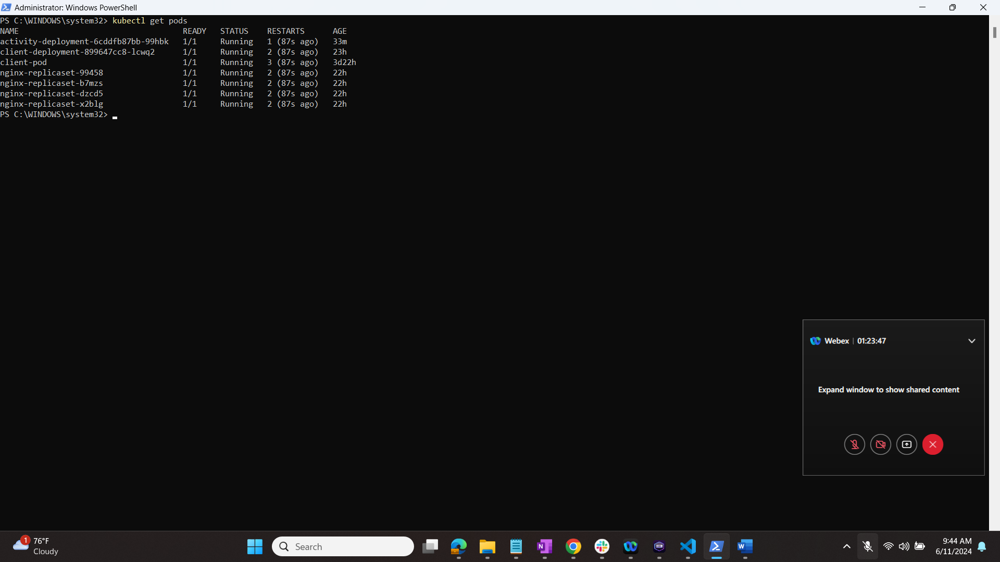 Administrator: Windows PowerShell
PS C:\WINDOWS\system32> kubectl get pods
NAME READY STATUS RESTARTS AGE
activity-deployment-6cddfb87bb-99hbk 1/1 Running 1 (87s ago) 33m
client-deployment-899647cc8-lcwq2 1/1 Running 2 (87s ago) 23h
client-pod 1/1 Running 3 (87s ago) 3d22h
nginx-replicaset-99458 1/1 Running 2 (87s ago) 22h
nginx-replicaset-b7mzs 1/1 Running 2 (87s ago) 22h
nginx-replicaset-dzcd5 1/1 Running 2 (87s ago) 22h
nginx-replicaset-x2blg 1/1 Running 2 (87s ago) 22h
PS C:\WINDOWS\system32>
Webex | 01:23:47
Expand window to show shared content
1
76°F
Cloudy
Search
N
W
9:44 AM
6/11/2024